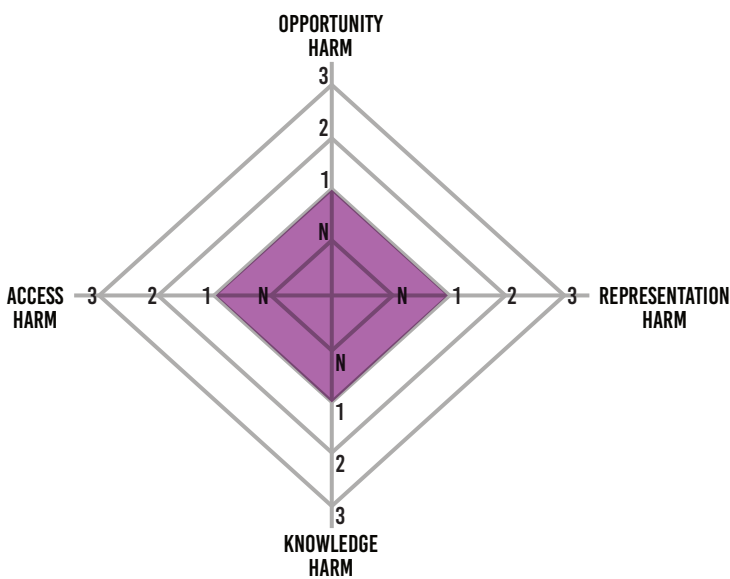 OPPORTUNITY
HARM
3
2
1
N
ACCESS
HARM
3 2 1 N N 1 2 3
REPRESENTATION
HARM
N
1
2
3
KNOWLEDGE
HARM